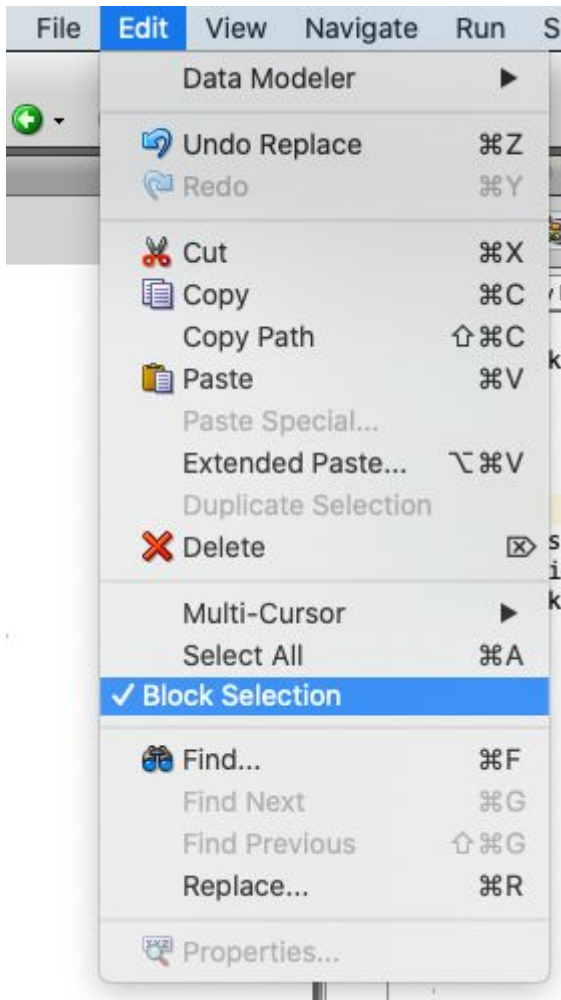 File Edit View Navigate Run S
Data Modeler
Undo Replace ⌘Z
Redo ⌘Y
Cut ⌘X
Copy ⌘C
Copy Path ⇧⌘C
Paste ⌘V
Paste Special...
Extended Paste... ⌥⌘V
Duplicate Selection
Delete ⌦
Multi-Cursor
Select All ⌘A
✓ Block Selection
Find... ⌘F
Find Next ⌘G
Find Previous ⇧⌘G
Replace... ⌘R
Properties...